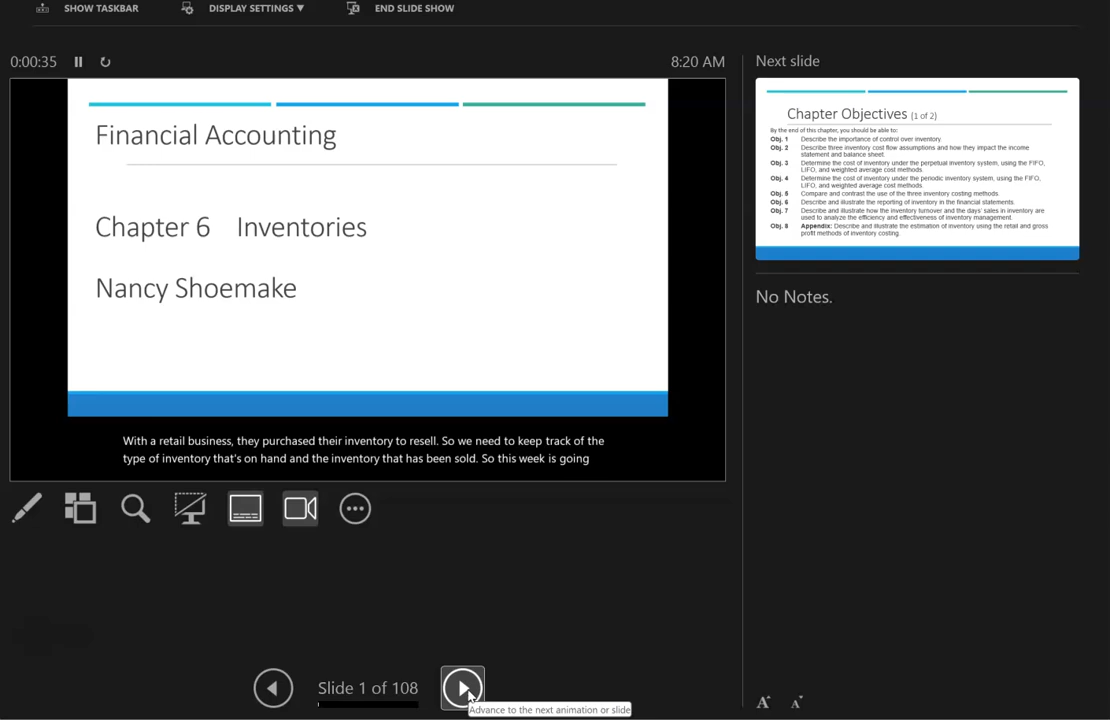 SHOW TASKBAR
DISPLAY SETTINGS ▼
END SLIDE SHOW
0:00:35
8:20 AM
Financial Accounting
Chapter 6 Inventories
Nancy Shoemake
With a retail business, they purchased their inventory to resell. So we need to keep track of the
type of inventory that's on hand and the inventory that has been sold. So this week is going
Slide 1 of 108
Advance to the next animation or slide
Next slide
Chapter Objectives (1 of 2)
By the end of this chapter, you should be able to:
Obj. 1 Describe the importance of control over inventory.
Obj. 2 Describe three inventory cost flow assumptions and how they impact the income
statement and balance sheet.
Obj. 3 Determine the cost of inventory under the perpetual inventory system, using the FIFO,
LIFO, and weighted average cost methods.
Obj. 4 Determine the cost of inventory under the periodic inventory system, using the FIFO,
LIFO, and weighted average cost methods.
Obj. 5 Compare and contrast the use of the three inventory costing methods.
Obj. 6 Describe and illustrate the reporting of inventory in the financial statements.
Obj. 7 Describe and illustrate how the inventory turnover and the days' sales in inventory are
used to analyze the efficiency and effectiveness of inventory management.
Obj. 8 Appendix: Describe and illustrate the estimation of inventory using the retail and gross
profit methods of inventory costing.
No Notes.
A A